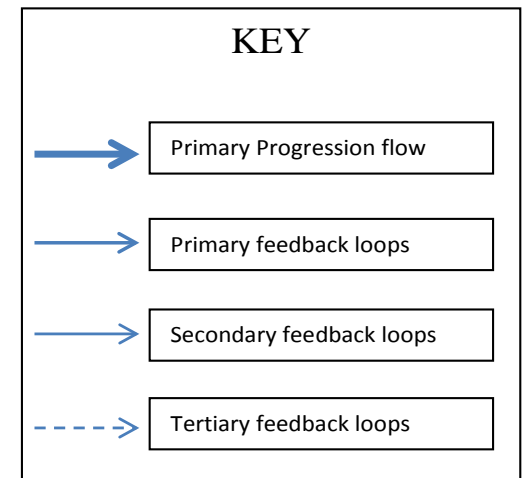 KEY
Primary Progression flow
Primary feedback loops
Secondary feedback loops
Tertiary feedback loops